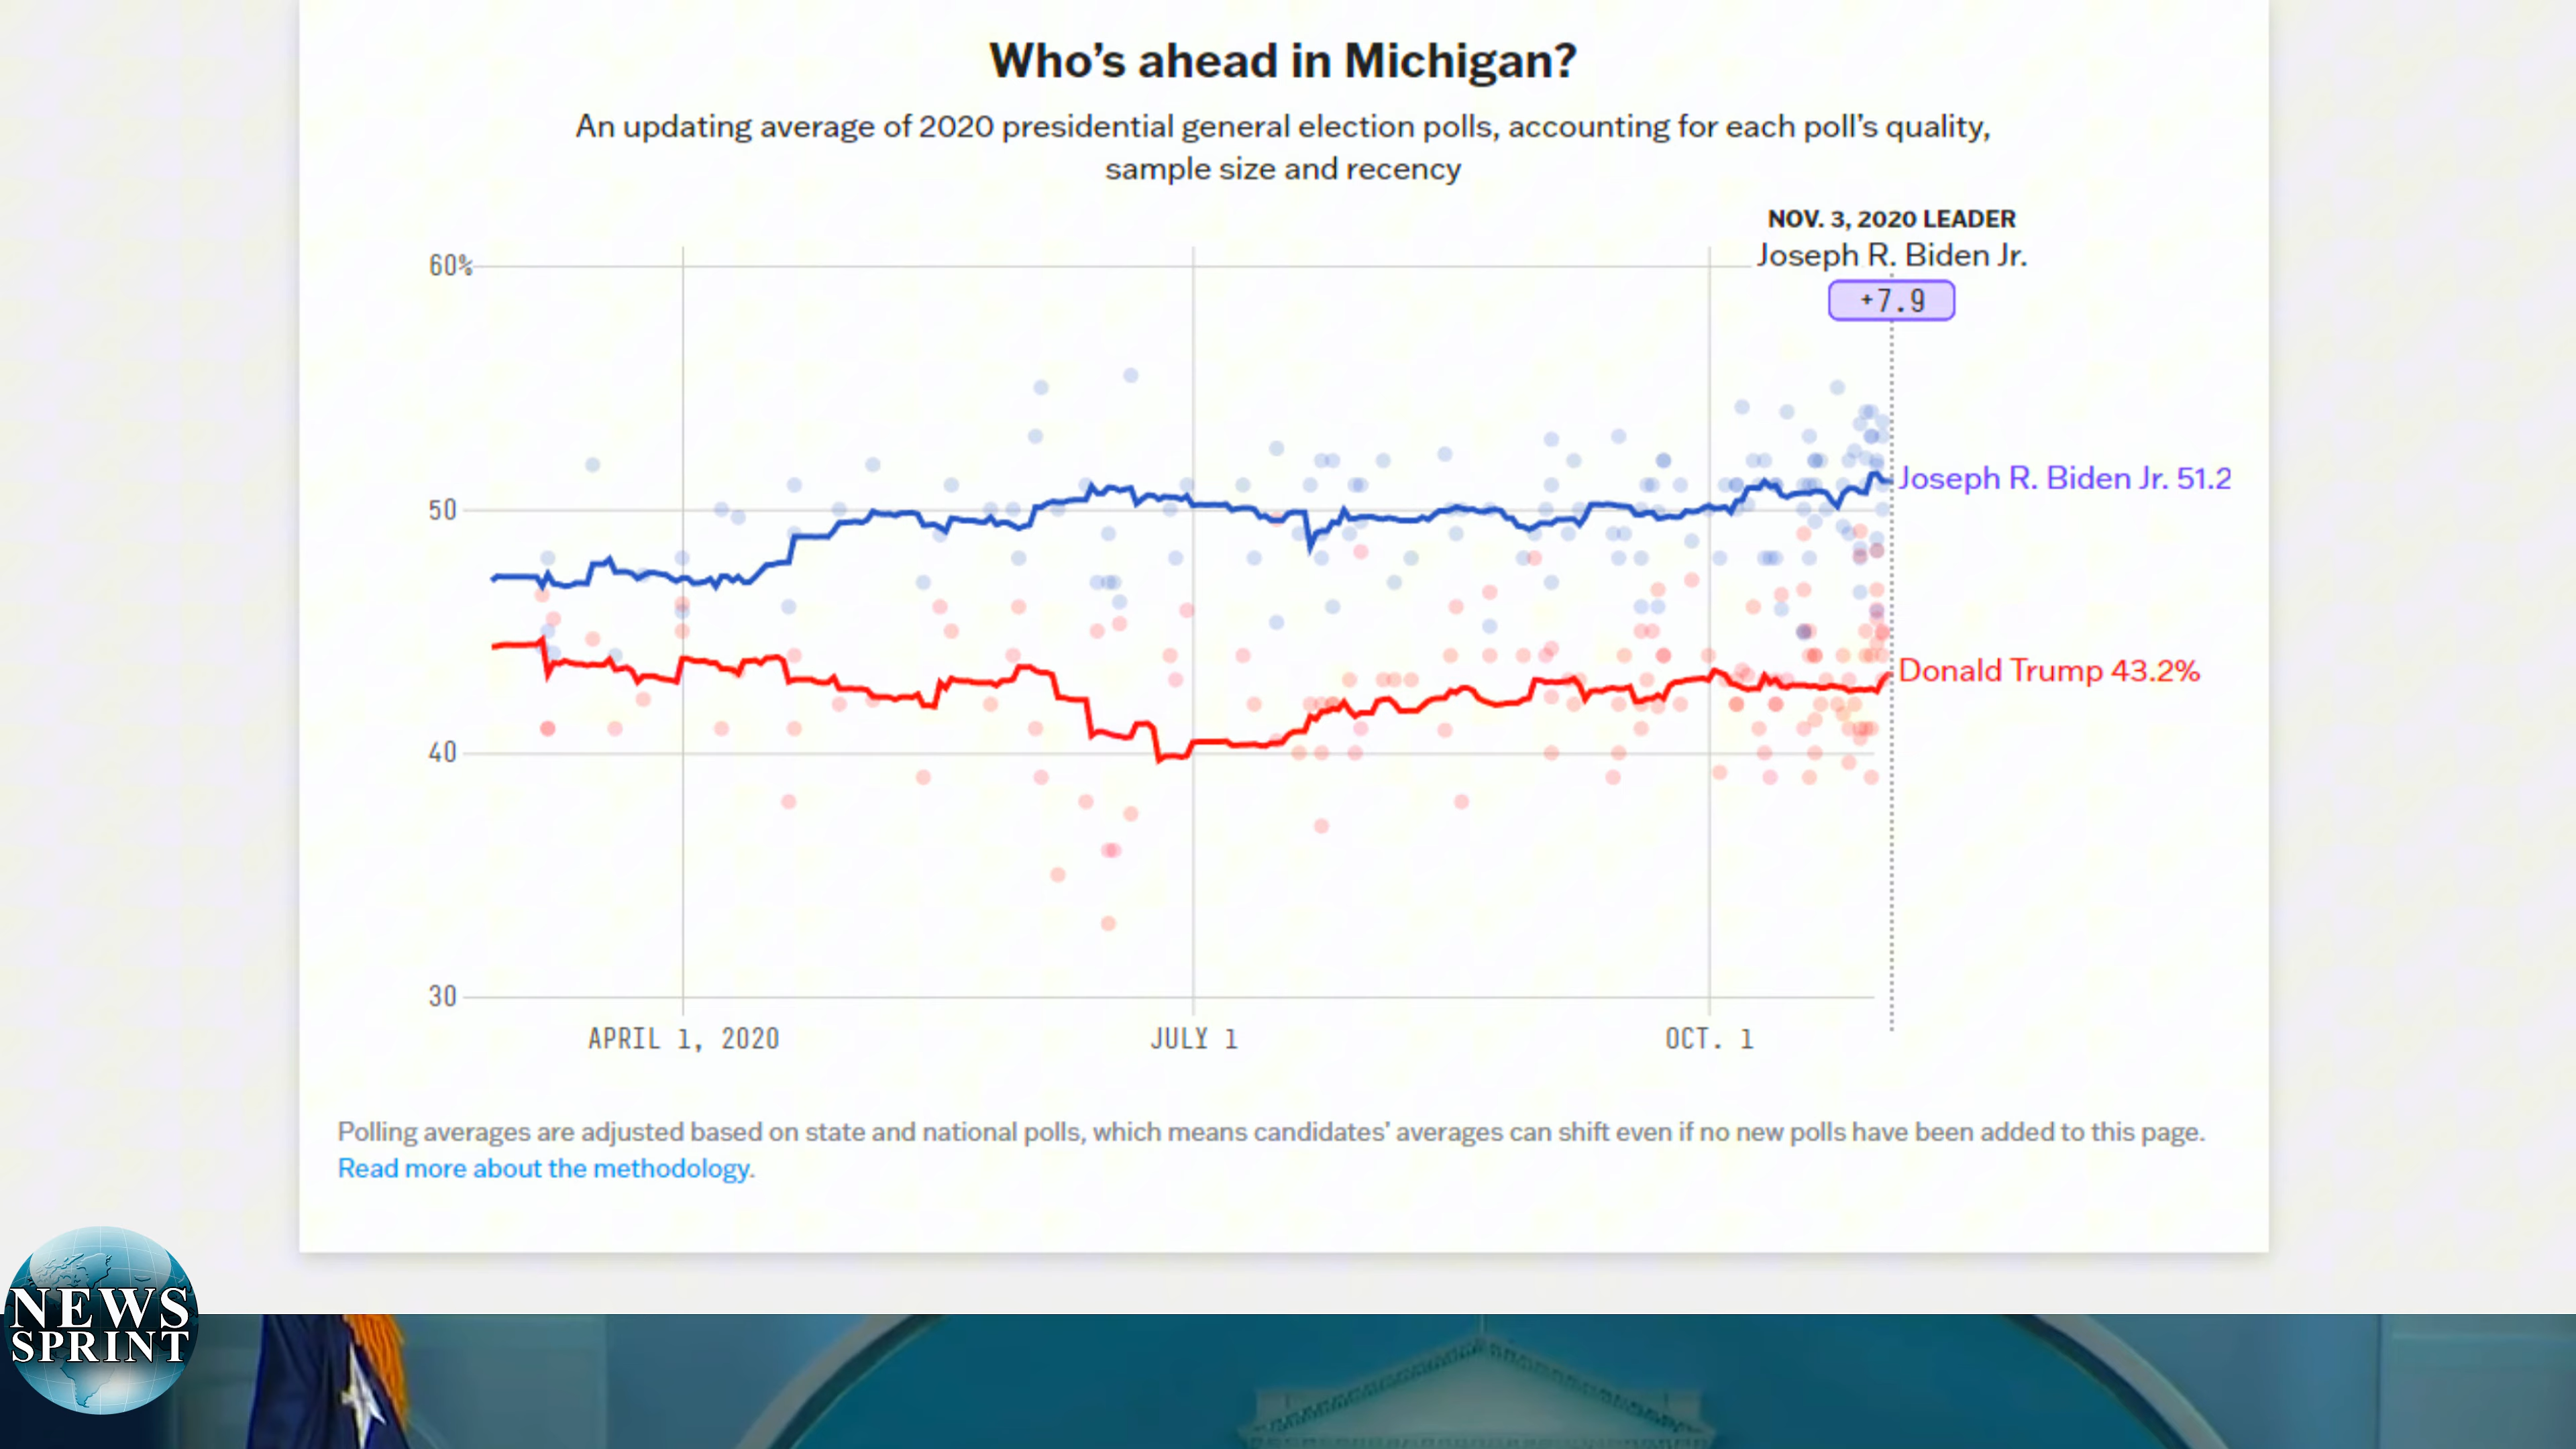 Who's ahead in Michigan?
An updating average of 2020 presidential general election polls, accounting for each poll's quality,
sample size and recency
NOV. 3, 2020 LEADER
Joseph R. Biden Jr.
+7.9
60%
50
40
30
Joseph R. Biden Jr. 51.2
Donald Trump 43.2%
APRIL 1, 2020
JULY 1
OCT. 1
Polling averages are adjusted based on state and national polls, which means candidates' averages can shift even if no new polls have been added to this page.
Read more about the methodology.
NEWS
SPRINT